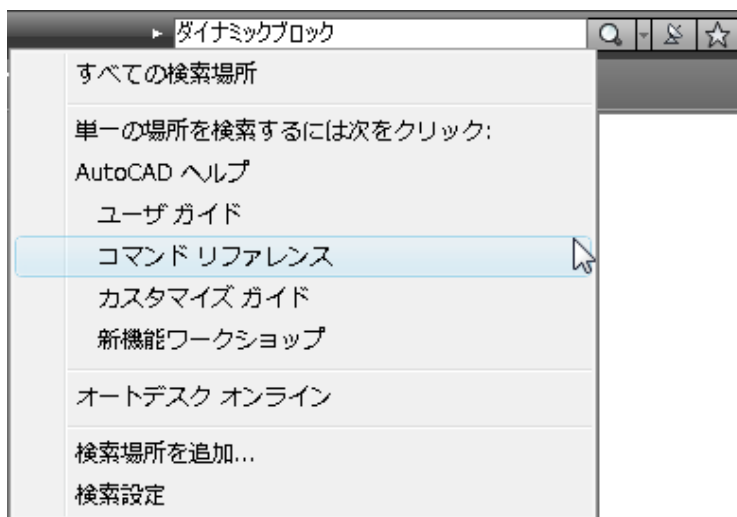 ダイナミックブロック
すべての検索場所
単一の場所を検索するには次をクリック:
AutoCAD ヘルプ
ユーザ ガイド
コマンド リファレンス
カスタマイズ ガイド
新機能ワークショップ
オートデスク オンライン
検索場所を追加...
検索設定